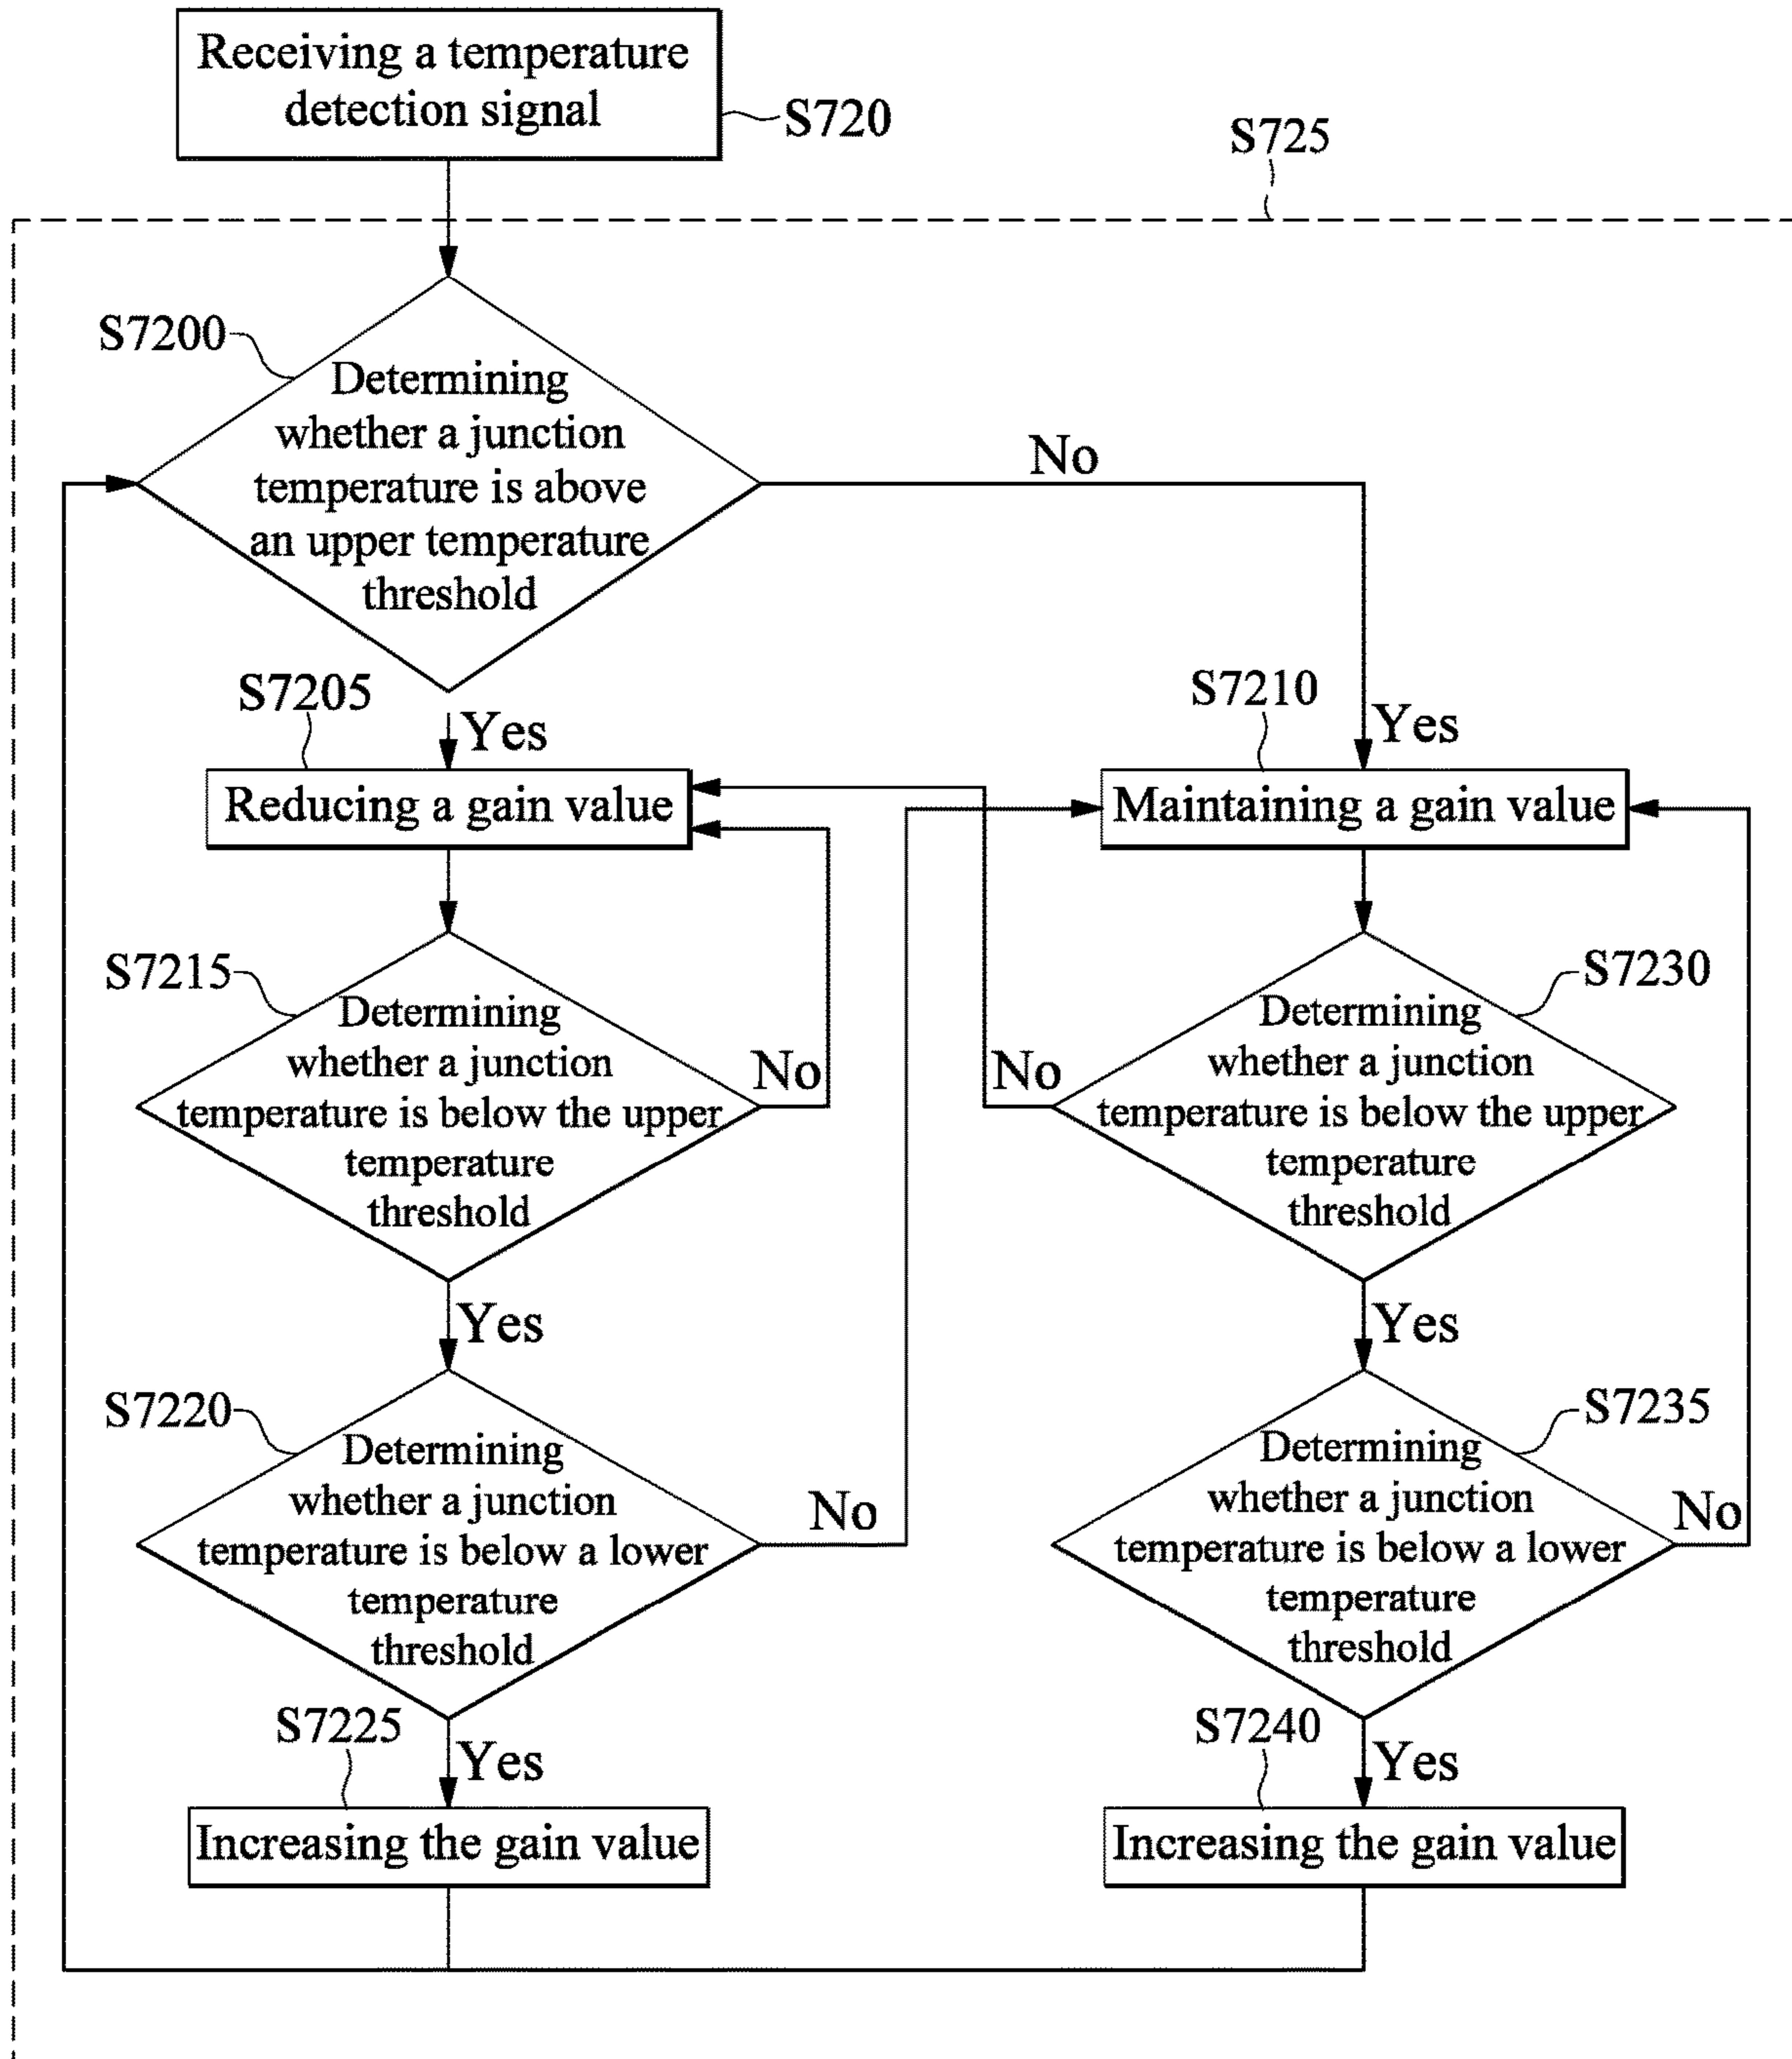 Receiving a temperature
detection signal
S720
S725
S7200
Determining
whether a junction
temperature is above
an upper temperature
threshold
No
S7205
Yes
Reducing a gain value
S7210
Yes
Maintaining a gain value
S7215
Determining
whether a junction
temperature is below the upper
temperature
threshold
No
S7230
Determining
whether a junction
temperature is below the upper
temperature
threshold
No
Yes
Yes
S7220
Determining
whether a junction
temperature is below a lower
temperature
threshold
No
S7235
Determining
whether a junction
temperature is below a lower
temperature
threshold
No
S7225
Yes
Increasing the gain value
S7240
Yes
Increasing the gain value